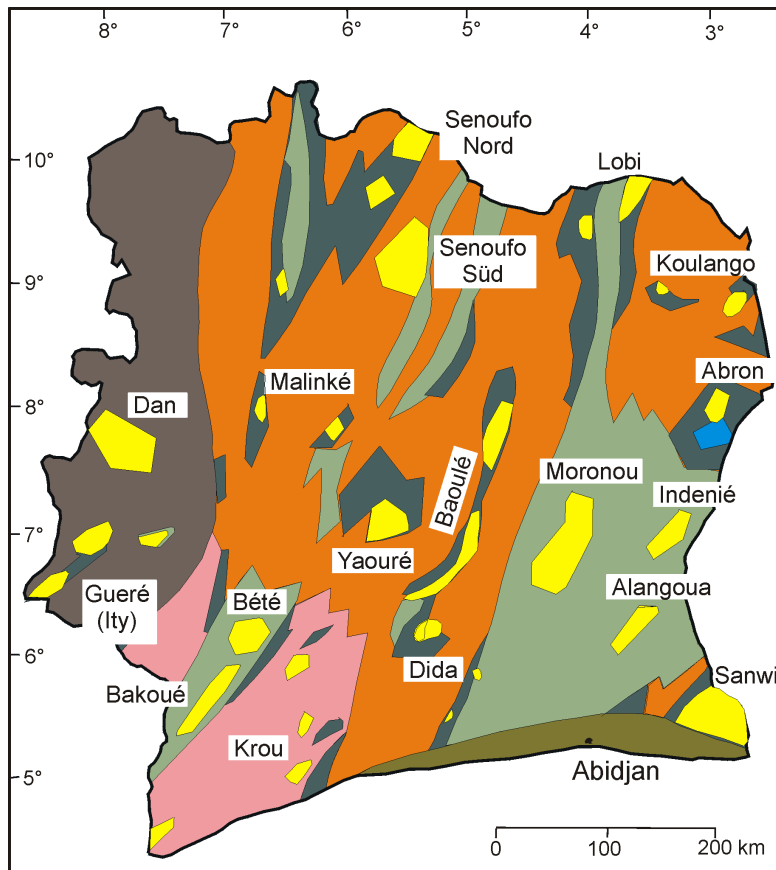 8° 7° 6° 5° 4° 3°
Senoufo
Nord
10°
Lobi
Senoufo
Süd
Koulango
9°
Abron
Malinké
Dan
8°
Baoulé
Moronou
Indenié
7°
Yaouré
Gueré
(Ity)
Bété
Alangoua
6°
Dida
Sanwi
Bakoué
Krou
5°
Abidjan
0 100 200 km